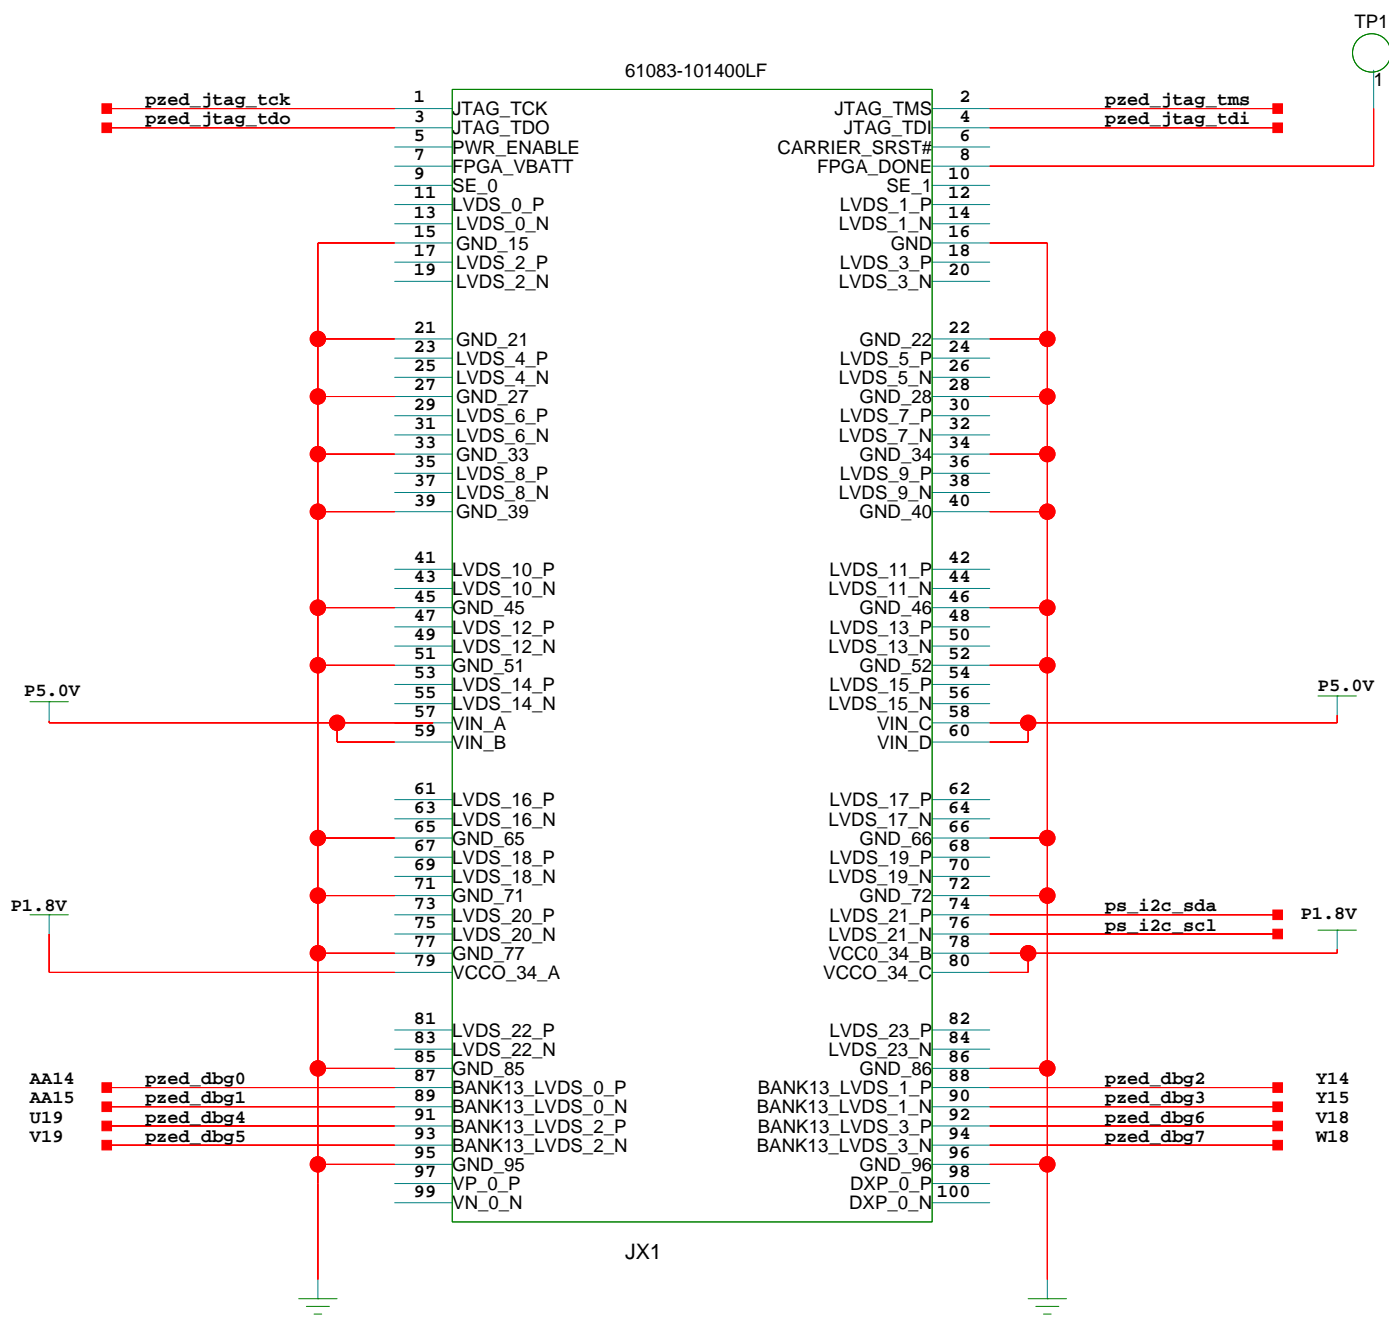 TP1
1
61083-101400LF
pzed_jtag_tck 1 JTAG_TCK JTAG_TMS 2 pzed_jtag_tms
pzed_jtag_tdo 3 JTAG_TDO JTAG_TDI 4 pzed_jtag_tdi
5 PWR_ENABLE CARRIER_SRST# 6
7 FPGA_VBATT FPGA_DONE 8
9 SE_0 SE_1 10
11 LVDS_0_P LVDS_1_P 12
13 LVDS_0_N LVDS_1_N 14
15 GND_15 GND 16
17 LVDS_2_P LVDS_3_P 18
19 LVDS_2_N LVDS_3_N 20
21 GND_21 GND_22 22
23 LVDS_4_P LVDS_5_P 24
25 LVDS_4_N LVDS_5_N 26
27 GND_27 GND_28 28
29 LVDS_6_P LVDS_7_P 30
31 LVDS_6_N LVDS_7_N 32
33 GND_33 GND_34 34
35 LVDS_8_P LVDS_9_P 36
37 LVDS_8_N LVDS_9_N 38
39 GND_39 GND_40 40
41 LVDS_10_P LVDS_11_P 42
43 LVDS_10_N LVDS_11_N 44
45 GND_45 GND_46 46
47 LVDS_12_P LVDS_13_P 48
49 LVDS_12_N LVDS_13_N 50
51 GND_51 GND_52 52
53 LVDS_14_P LVDS_15_P 54
P5.0V 55 LVDS_14_N LVDS_15_N 56 P5.0V
57 VIN_A VIN_C 58
59 VIN_B VIN_D 60
61 LVDS_16_P LVDS_17_P 62
63 LVDS_16_N LVDS_17_N 64
65 GND_65 GND_66 66
67 LVDS_18_P LVDS_19_P 68
69 LVDS_18_N LVDS_19_N 70
71 GND_71 GND_72 72
P1.8V 73 LVDS_20_P LVDS_21_P 74 ps_i2c_sda P1.8V
75 LVDS_20_N LVDS_21_N 76 ps_i2c_scl
77 GND_77 VCC0_34_B 78
79 VCCO_34_A VCCO_34_C 80
81 LVDS_22_P LVDS_23_P 82
83 LVDS_22_N LVDS_23_N 84
85 GND_85 GND_86 86
AA14 pzed_dbg0 87 BANK13_LVDS_0_P BANK13_LVDS_1_P 88 pzed_dbg2 Y14
AA15 pzed_dbg1 89 BANK13_LVDS_0_N BANK13_LVDS_1_N 90 pzed_dbg3 Y15
U19 pzed_dbg4 91 BANK13_LVDS_2_P BANK13_LVDS_3_P 92 pzed_dbg6 V18
V19 pzed_dbg5 93 BANK13_LVDS_2_N BANK13_LVDS_3_N 94 pzed_dbg7 W18
95 GND_95 GND_96 96
97 VP_0_P DXP_0_P 98
99 VN_0_N DXP_0_N 100
JX1